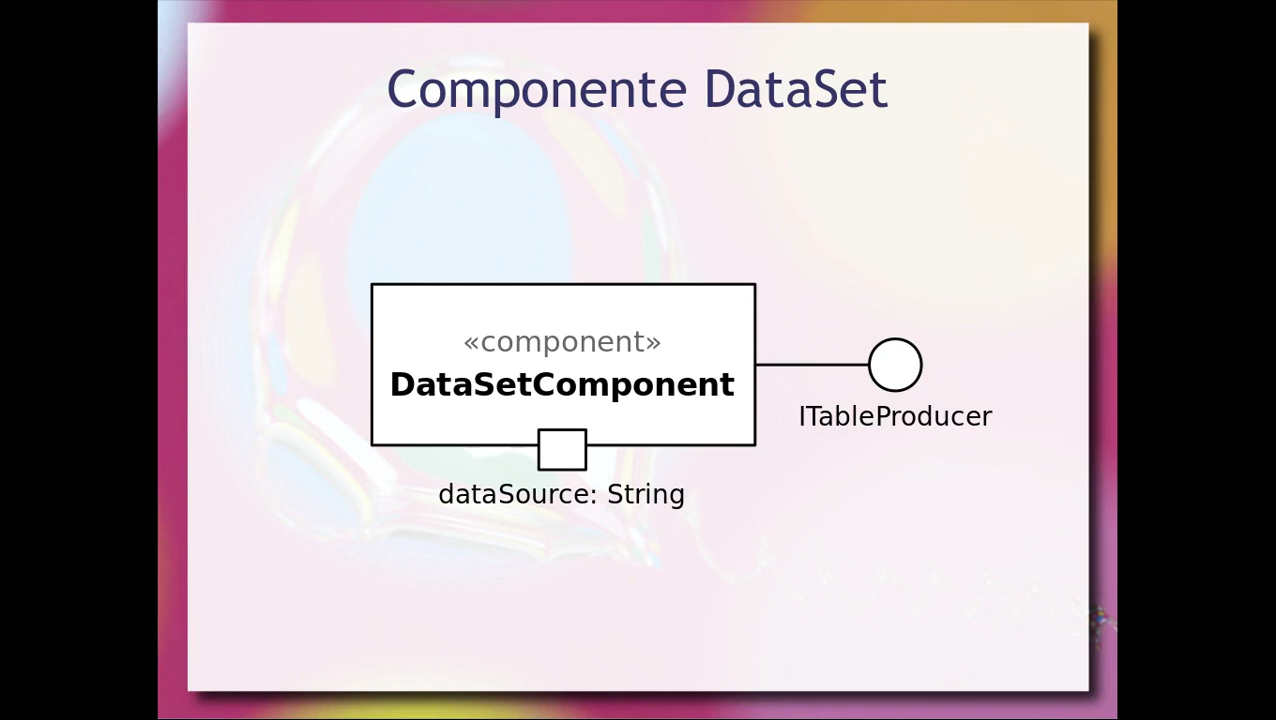 Componente DataSet
«component»
DataSetComponent
ITableProducer
dataSource: String